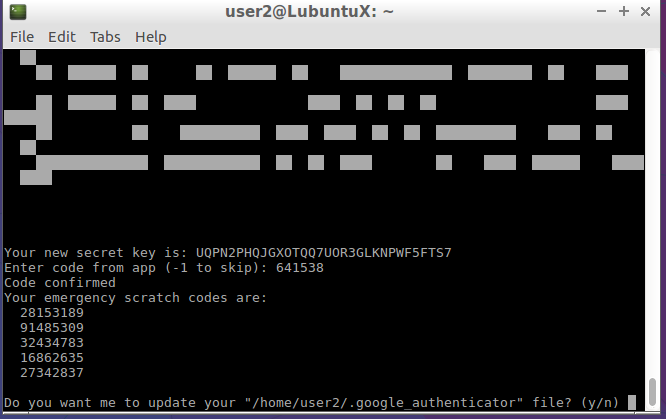 user2@LubuntuX: ~
File Edit Tabs Help
Your new secret key is: UQPN2PHQJGXOTQQ7UOR3GLKNPWF5FTS7
Enter code from app (-1 to skip): 641538
Code confirmed
Your emergency scratch codes are:
28153189
91485309
32434783
16862635
27342837
Do you want me to update your "/home/user2/.google_authenticator" file? (y/n)